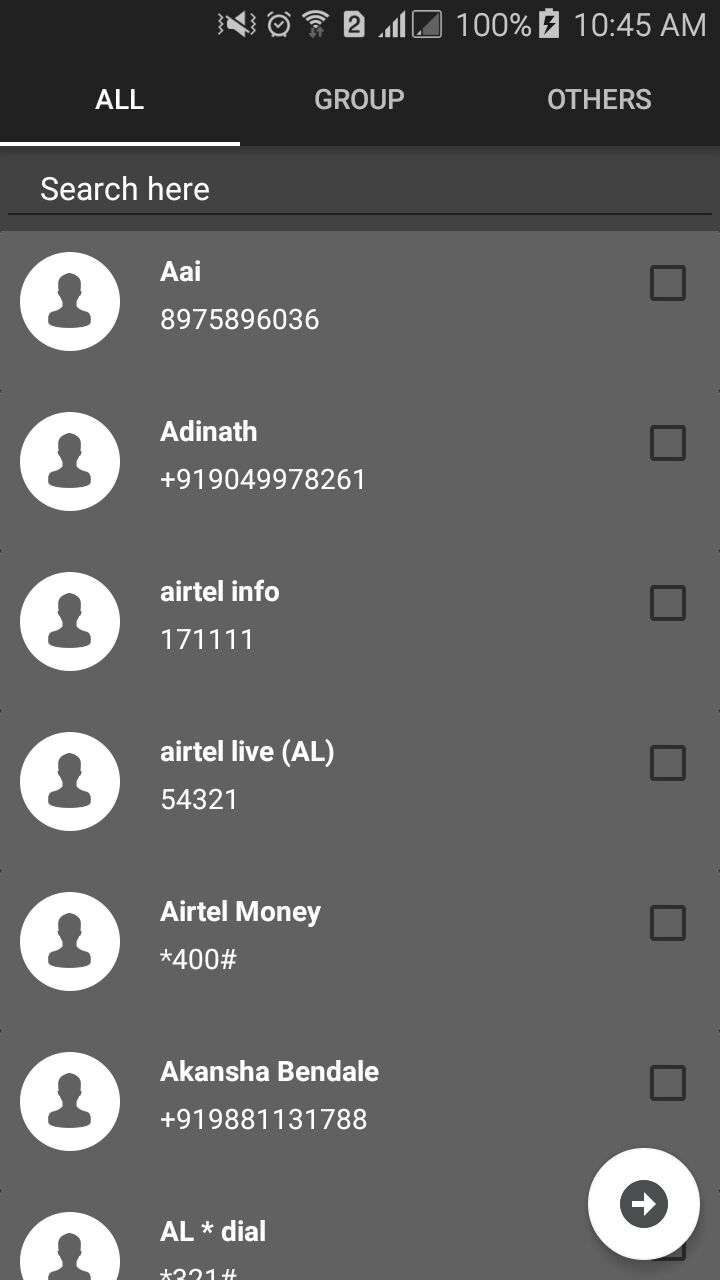 2 100% 10:45 AM
ALL GROUP OTHERS
Search here
Aai
8975896036
Adinath
+919049978261
airtel info
171111
airtel live (AL)
54321
Airtel Money
*400#
Akansha Bendale
+919881131788
AL * dial
*321#